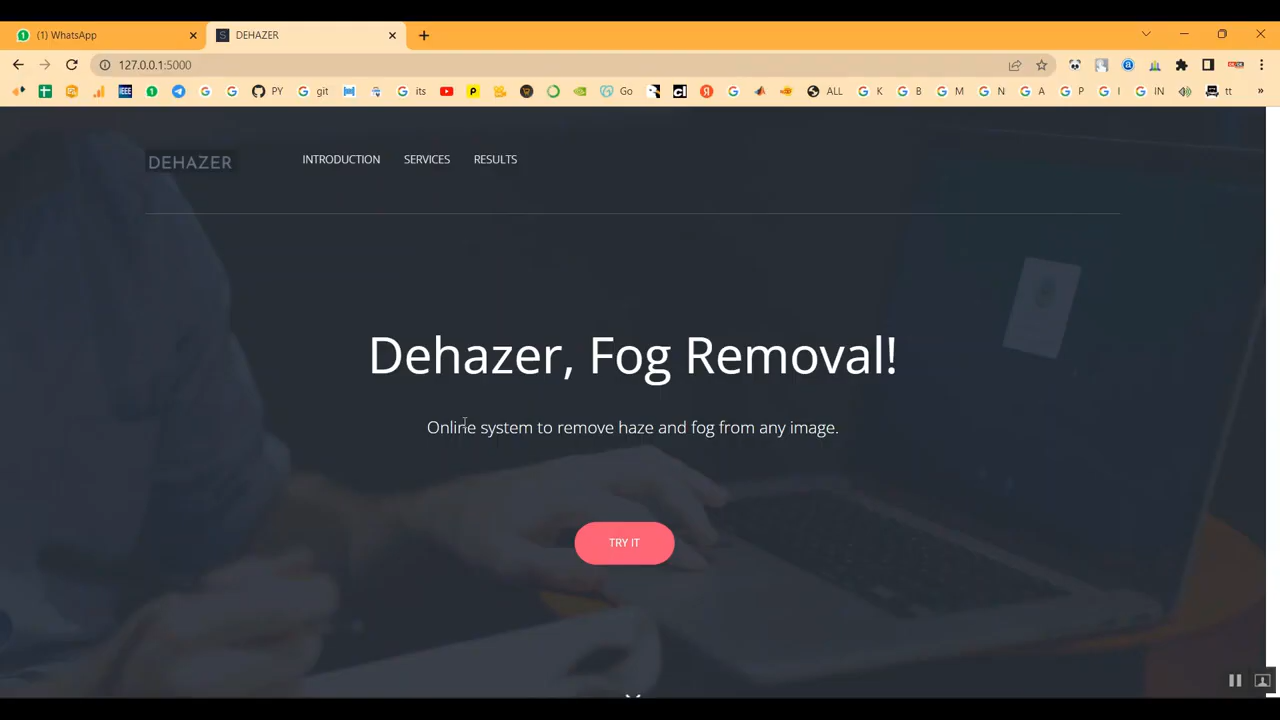 (1) WhatsApp
DEHAZER
127.0.0.1:5000
PY
git
its
Go
ALL
K
B
M
N
A
P
I
IN
tt
DEHAZER
INTRODUCTION
SERVICES
RESULTS
Dehazer, Fog Removal!
Online system to remove haze and fog from any image.
TRY IT